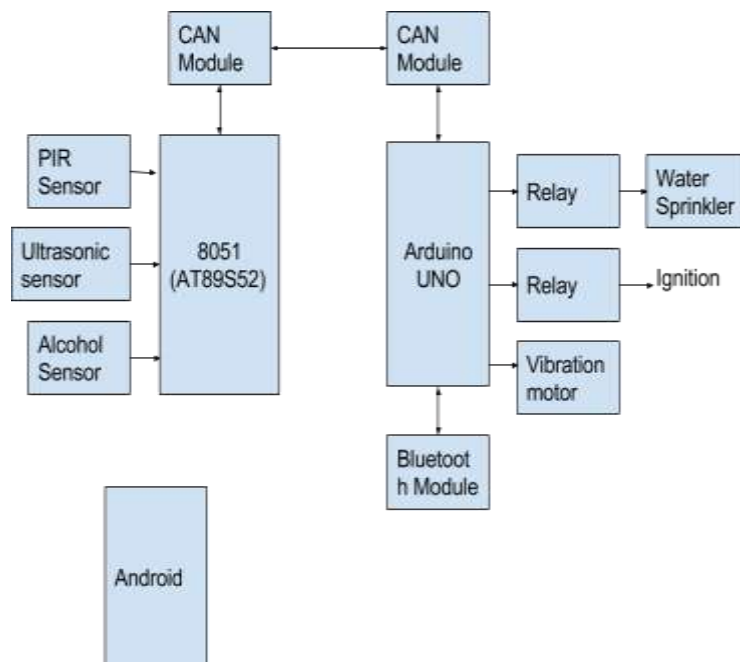 CAN
Module
CAN
Module
PIR
Sensor
Ultrasonic
sensor
Alcohol
Sensor
8051
(AT89S52)
Arduino
UNO
Relay
Water
Sprinkler
Relay
Ignition
Vibration
motor
Bluetoot
h Module
Android